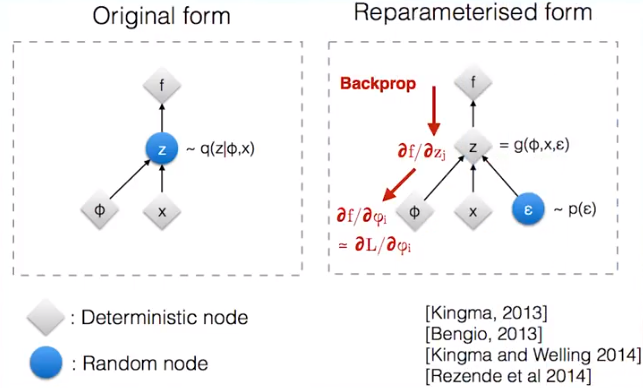 Original form
Reparameterised form
f
z ~ q(z|ϕ,x)
ϕ x
Backprop
f
∂f/∂zⱼ z = g(ϕ,x,ε)
∂f/∂φᵢ
≃ ∂L/∂φᵢ
ϕ x ε ~ p(ε)
: Deterministic node
: Random node
[Kingma, 2013]
[Bengio, 2013]
[Kingma and Welling 2014]
[Rezende et al 2014]